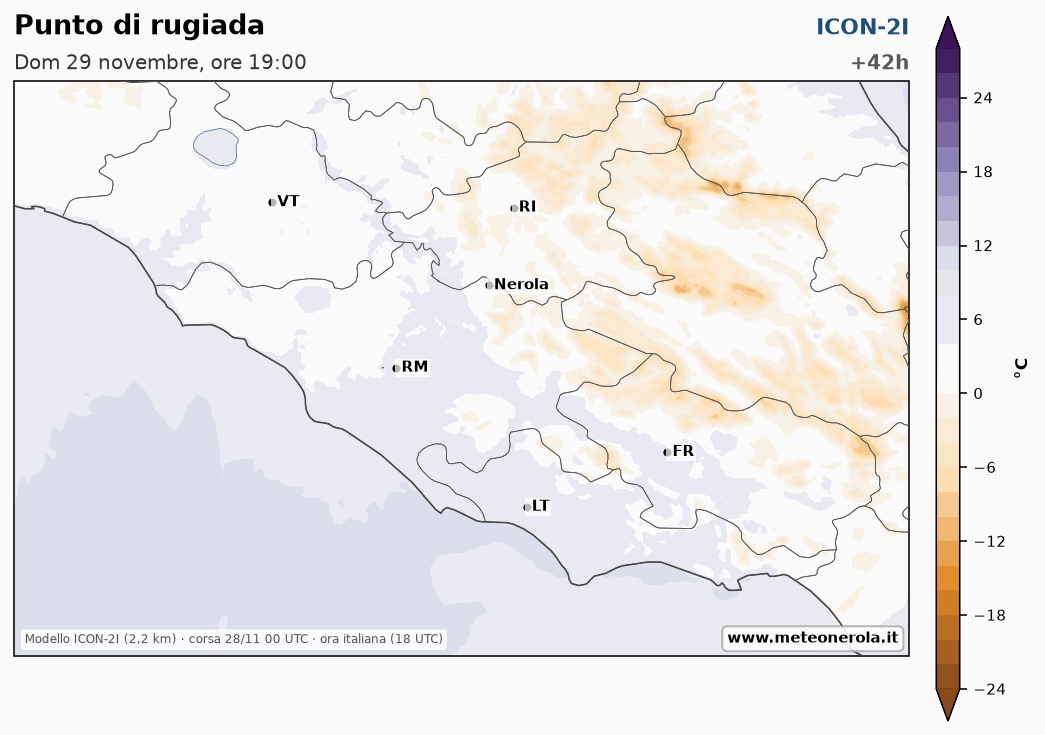 Punto di rugiada
ICON-2I
Dom 29 novembre, ore 19:00
+42h
VT
RI
Nerola
RM
FR
LT
Modello ICON-2I (2,2 km) · corsa 28/11 00 UTC · ora italiana (18 UTC)
www.meteonerola.it
24
18
12
6
0
−6
−12
−18
−24
°C